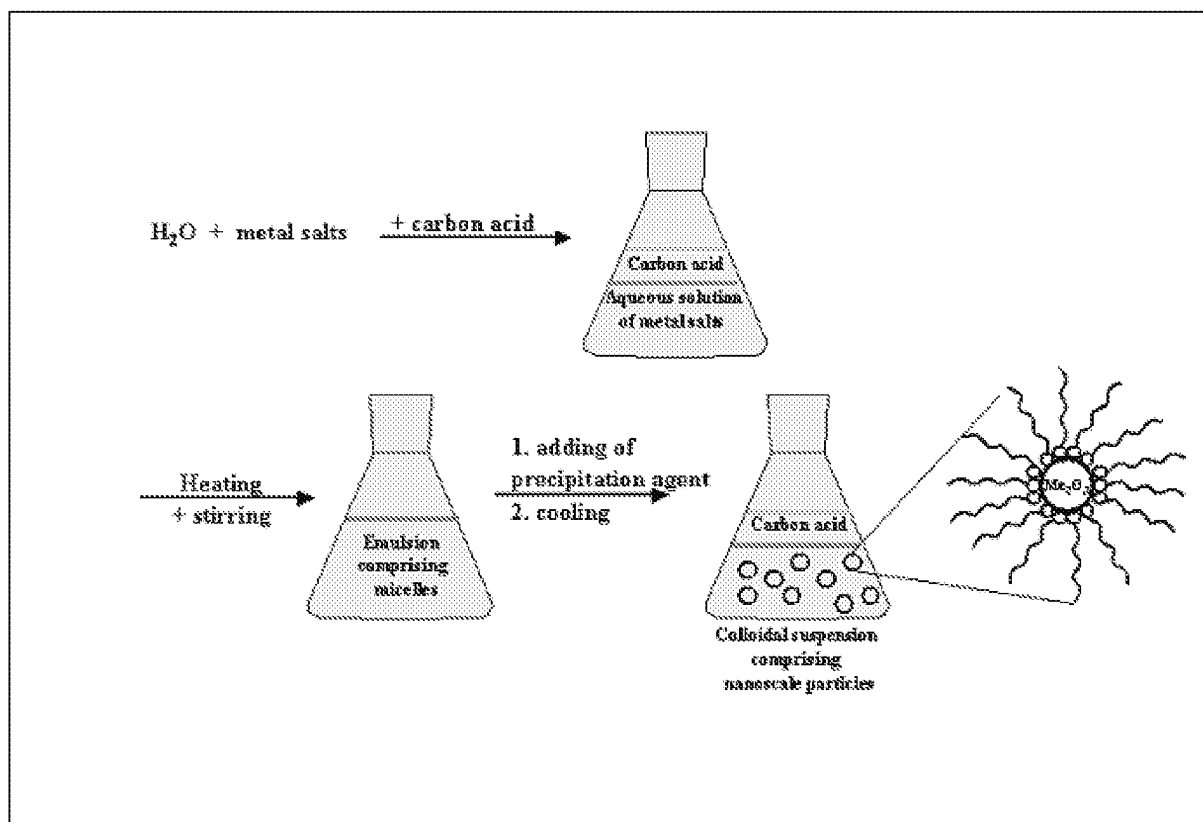 H₂O + metal salts
+ carbon acid
Carbon acid
Aqueous solution
of metal salts
Heating
+ stirring
Emulsion
comprising
micelles
1. adding of
precipitation agent
2. cooling
Carbon acid
Colloidal suspension
comprising
nanoscale particles